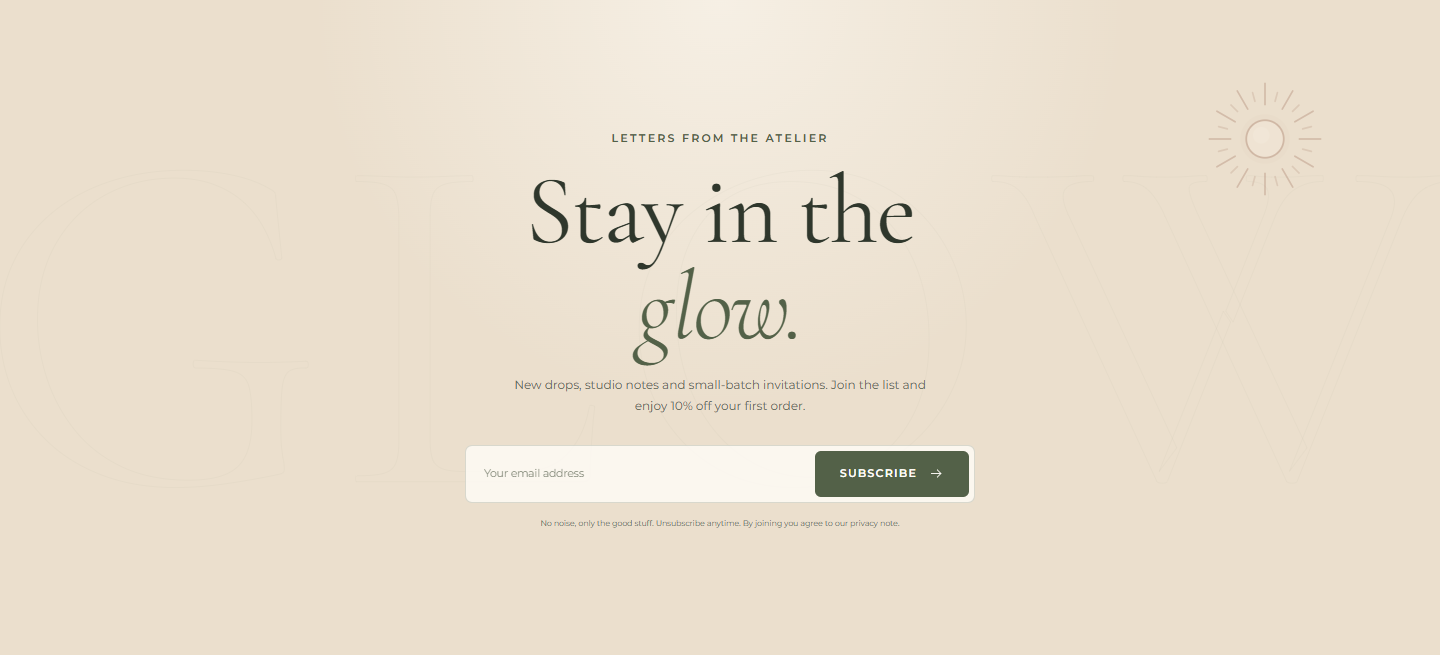 LETTERS FROM THE ATELIER
GLOW
Stay in the
glow.
New drops, studio notes and small-batch invitations. Join the list and
enjoy 10% off your first order.
Your email address
SUBSCRIBE →
No noise, only the good stuff. Unsubscribe anytime. By joining you agree to our privacy note.